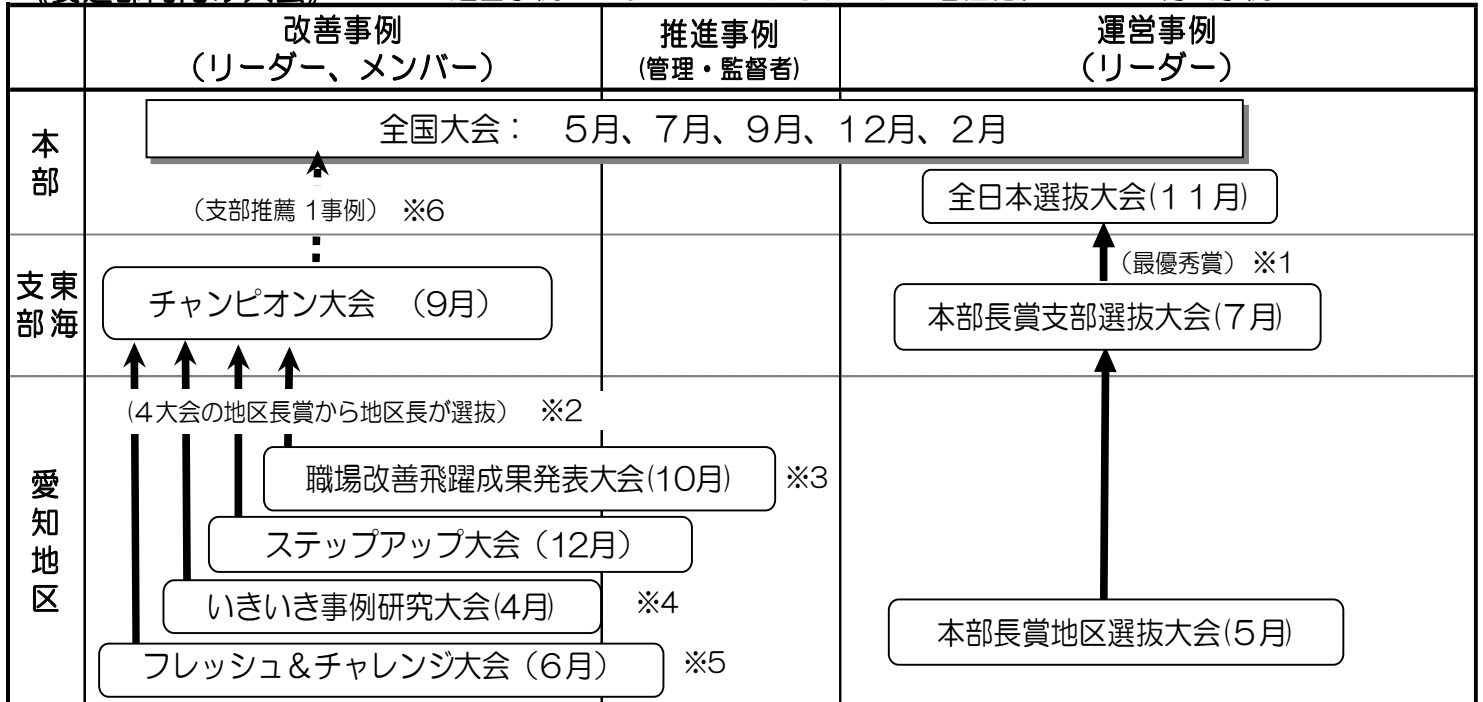 改善事例
(リーダー、メンバー)
推進事例
(管理・監督者)
運営事例
(リーダー)
本部
全国大会： 5月、7月、9月、12月、2月
全日本選抜大会(11月)
(支部推薦 1事例) ※6
東海支部
(最優秀賞) ※1
チャンピオン大会 (9月)
本部長賞支部選抜大会(7月)
愛知地区
(4大会の地区長賞から地区長が選抜) ※2
職場改善飛躍成果発表大会(10月) ※3
ステップアップ大会(12月)
いきいき事例研究大会(4月) ※4
本部長賞地区選抜大会(5月)
フレッシュ&チャレンジ大会(6月) ※5